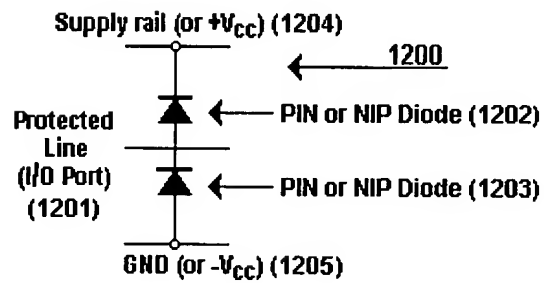 Supply rail (or +VCC) (1204)
1200
PIN or NIP Diode (1202)
Protected
Line
(I/O Port)
(1201)
PIN or NIP Diode (1203)
GND (or -VCC) (1205)